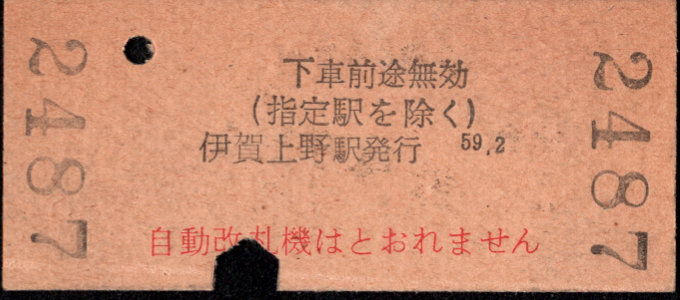 2487
下車前途無効
(指定駅を除く)
伊賀上野駅発行 59.2
自動改札機はとおれません
2487